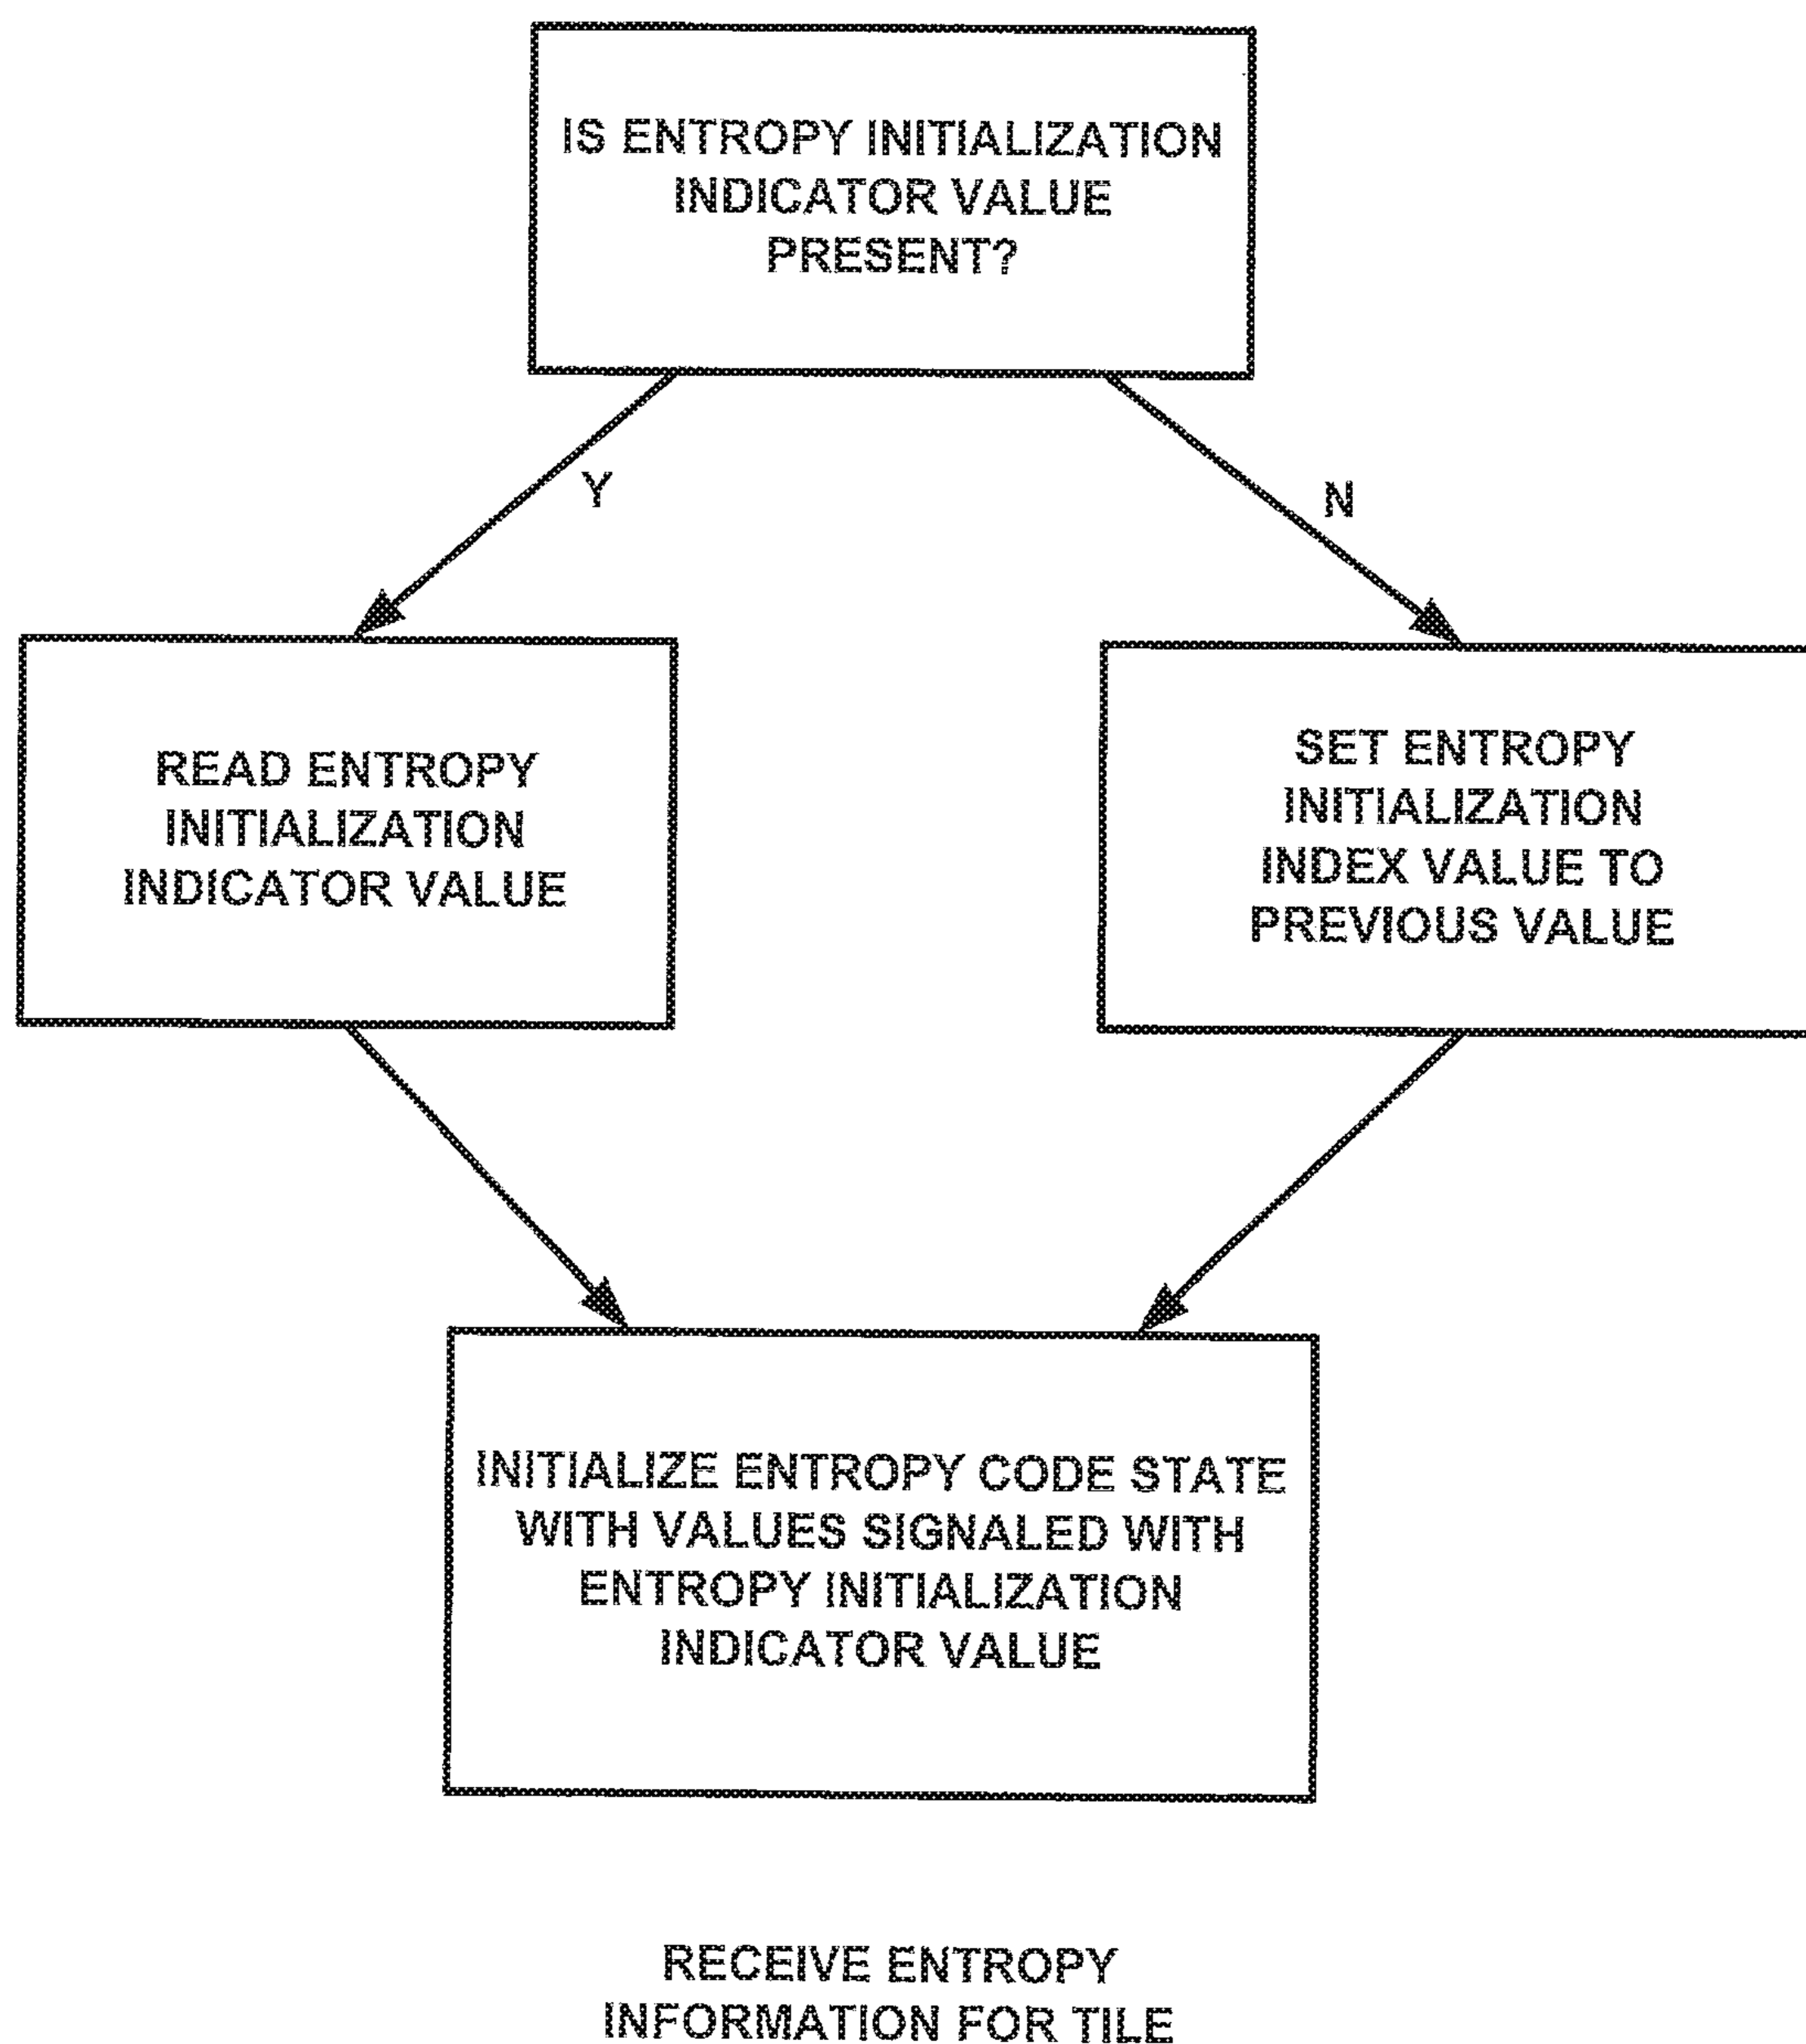 IS ENTROPY INITIALIZATION
INDICATOR VALUE
PRESENT?
Y
N
READ ENTROPY
INITIALIZATION
INDICATOR VALUE
SET ENTROPY
INITIALIZATION
INDEX VALUE TO
PREVIOUS VALUE
INITIALIZE ENTROPY CODE STATE
WITH VALUES SIGNALED WITH
ENTROPY INITIALIZATION
INDICATOR VALUE
RECEIVE ENTROPY
INFORMATION FOR TILE